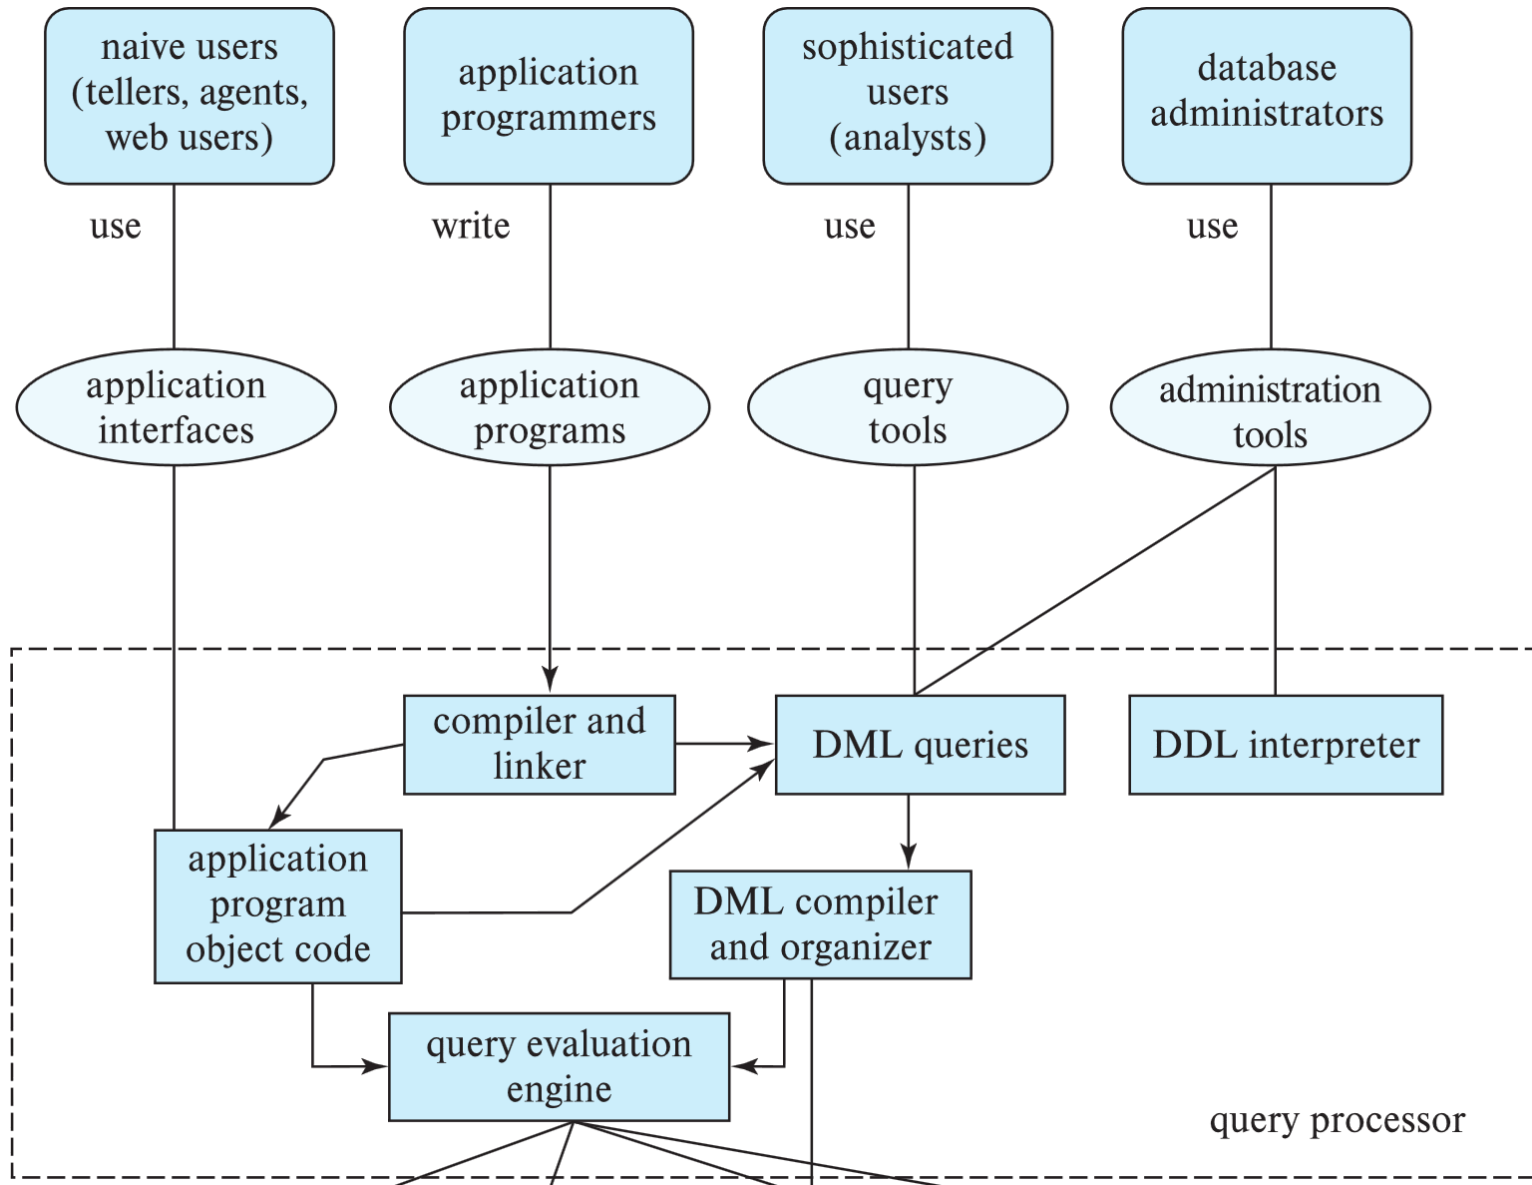 naive users
(tellers, agents,
web users)
application
programmers
sophisticated
users
(analysts)
database
administrators
use
write
use
use
application
interfaces
application
programs
query
tools
administration
tools
compiler and
linker
DML queries
DDL interpreter
application
program
object code
DML compiler
and organizer
query evaluation
engine
query processor